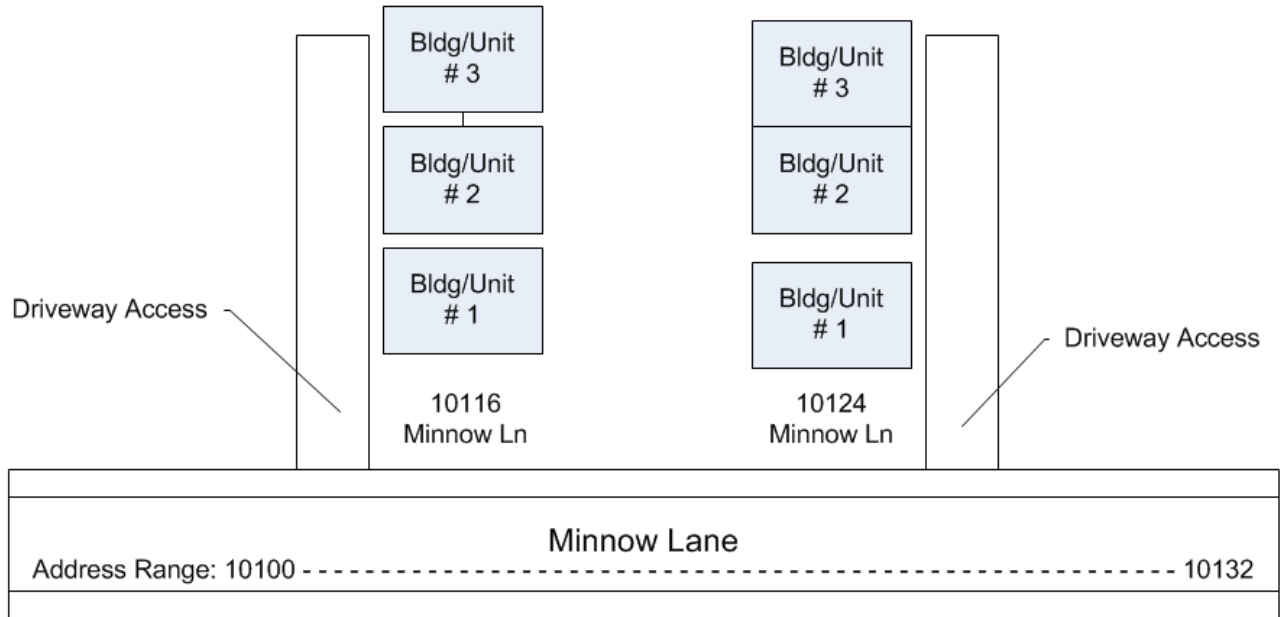 Bldg/Unit
# 3
Bldg/Unit
# 2
Bldg/Unit
# 1
Driveway Access
10116
Minnow Ln
Bldg/Unit
# 3
Bldg/Unit
# 2
Bldg/Unit
# 1
Driveway Access
10124
Minnow Ln
Minnow Lane
Address Range: 10100 - - - - - - - - - - - - - - - - - - - - - - - - - - - - - - - - - - - - - - - - - - - - - - - - - - - - - - - - - - - - - - - - 10132